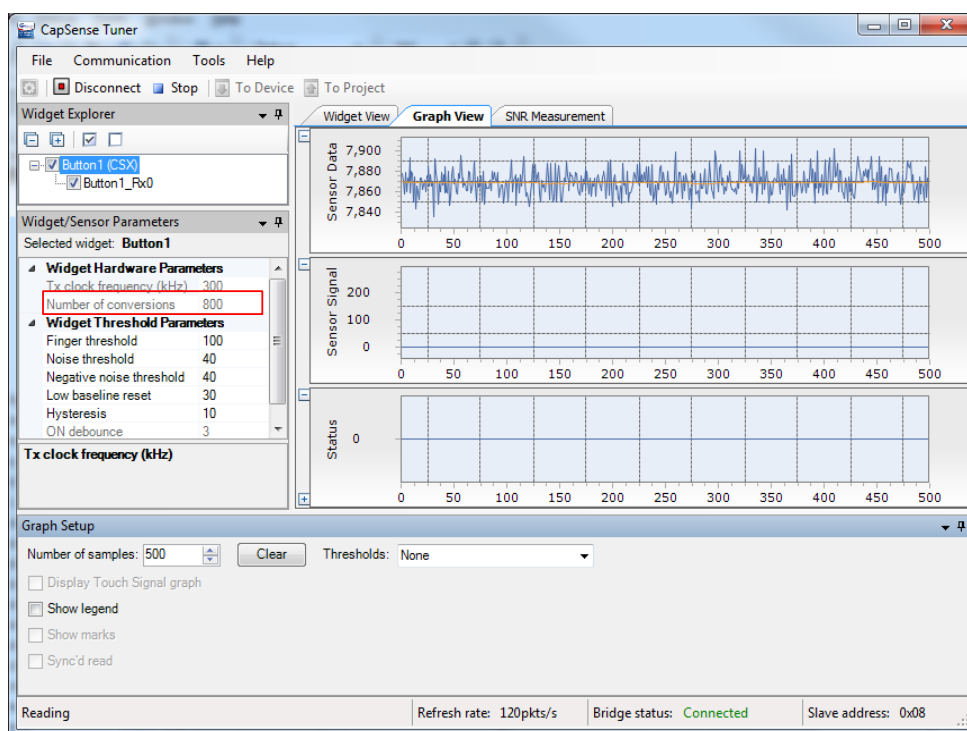 CapSense Tuner
File Communication Tools Help
Disconnect Stop To Device To Project
Widget Explorer
Button1 (CSX)
Button1_Rx0
Widget/Sensor Parameters
Selected widget: Button1
Widget Hardware Parameters
Tx clock frequency (kHz) 300
Number of conversions 800
Widget Threshold Parameters
Finger threshold 100
Noise threshold 40
Negative noise threshold 40
Low baseline reset 30
Hysteresis 10
ON debounce 3
Tx clock frequency (kHz)
Widget View Graph View SNR Measurement
Sensor Data
7,900
7,880
7,860
7,840
0 50 100 150 200 250 300 350 400 450 500
Sensor Signal
200
100
0
0 50 100 150 200 250 300 350 400 450 500
Status
0
0 50 100 150 200 250 300 350 400 450 500
Graph Setup
Number of samples: 500 Clear Thresholds: None
Display Touch Signal graph
Show legend
Show marks
Sync'd read
Reading Refresh rate: 120pkts/s Bridge status: Connected Slave address: 0x08